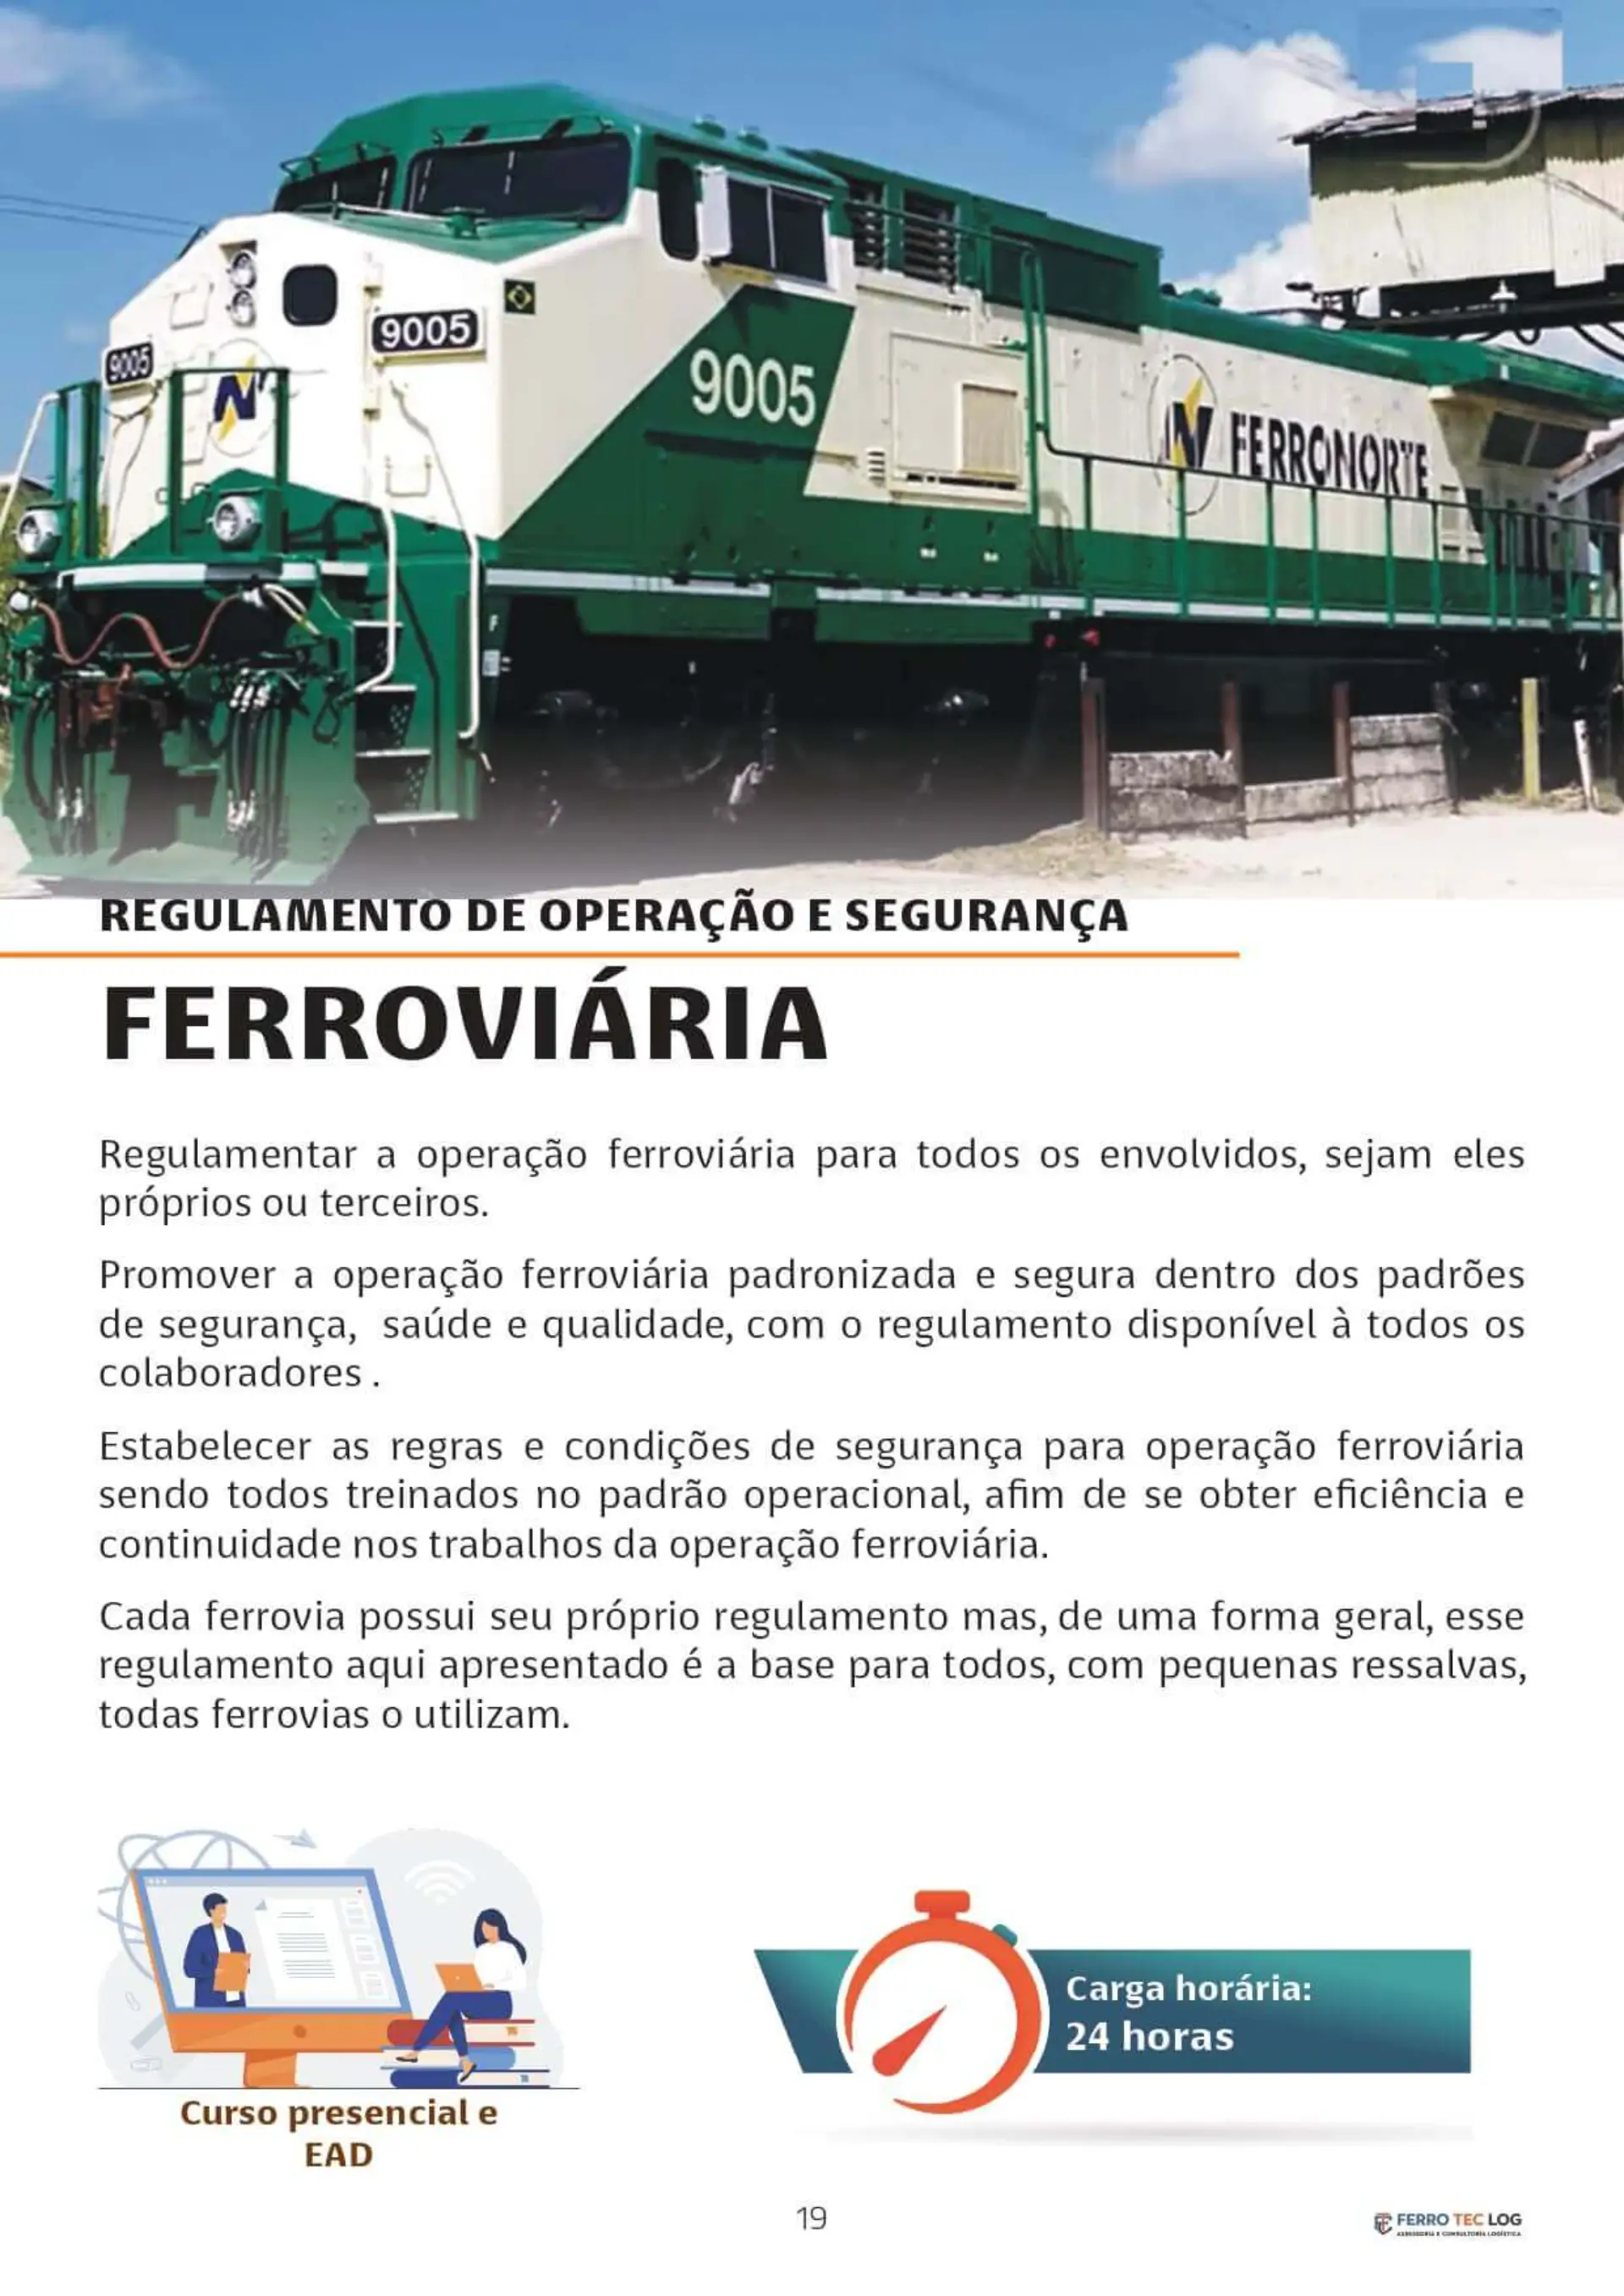 9005
9005
9005
N
FERRONORTE
F
REGULAMENTO DE OPERAÇÃO E SEGURANÇA
FERROVIÁRIA
Regulamentar a operação ferroviária para todos os envolvidos, sejam eles
próprios ou terceiros.
Promover a operação ferroviária padronizada e segura dentro dos padrões
de segurança, saúde e qualidade, com o regulamento disponível à todos os
colaboradores .
Estabelecer as regras e condições de segurança para operação ferroviária
sendo todos treinados no padrão operacional, afim de se obter eficiência e
continuidade nos trabalhos da operação ferroviária.
Cada ferrovia possui seu próprio regulamento mas, de uma forma geral, esse
regulamento aqui apresentado é a base para todos, com pequenas ressalvas,
todas ferrovias o utilizam.
Carga horária:
24 horas
Curso presencial e
EAD
19
FERRO TEC LOG
ASSESSORIA E CONSULTORIA LOGÍSTICA